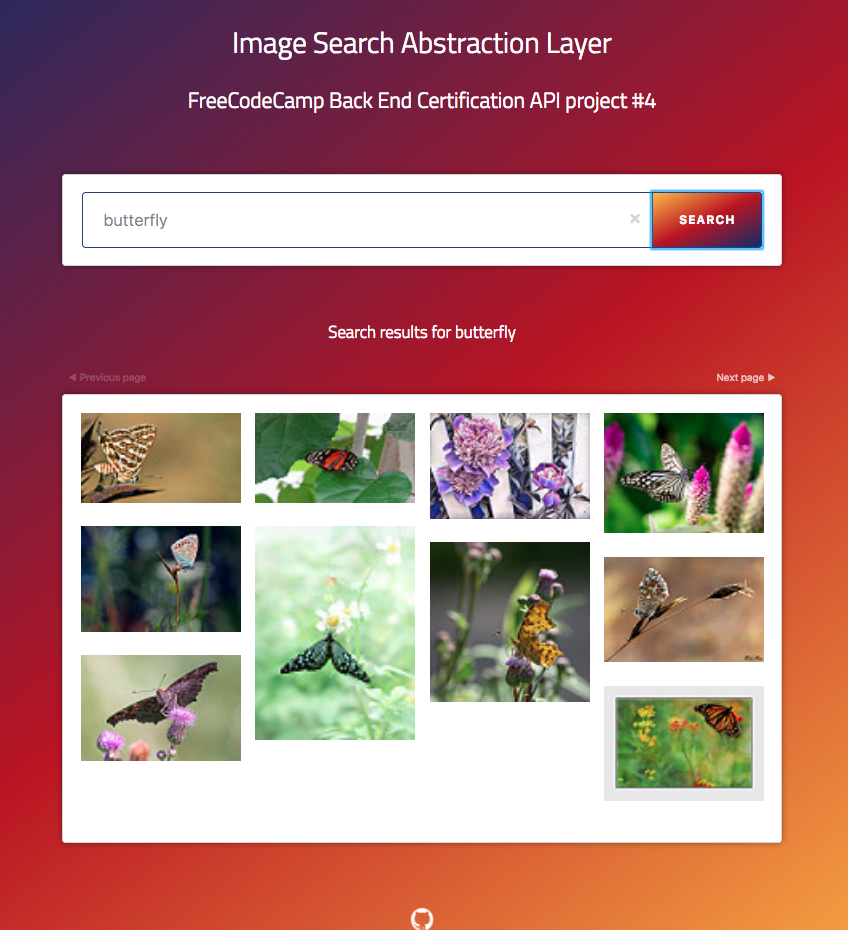 Image Search Abstraction Layer
FreeCodeCamp Back End Certification API project #4
butterfly
×
SEARCH
Search results for butterfly
◀ Previous page
Next page ▶